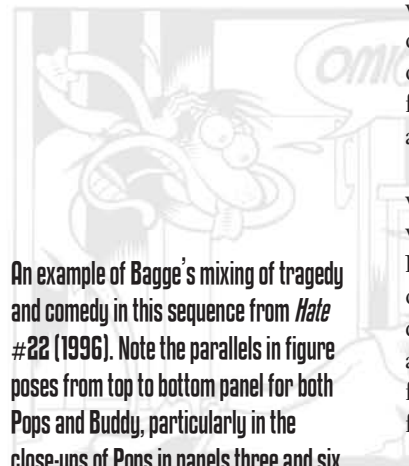 OMIG
An example of Bagge's mixing of tragedy
and comedy in this sequence from Hate
#22 (1996). Note the parallels in figure
poses from top to bottom panel for both
Pops and Buddy, particularly in the
close-ups of Pops in panels three and six.